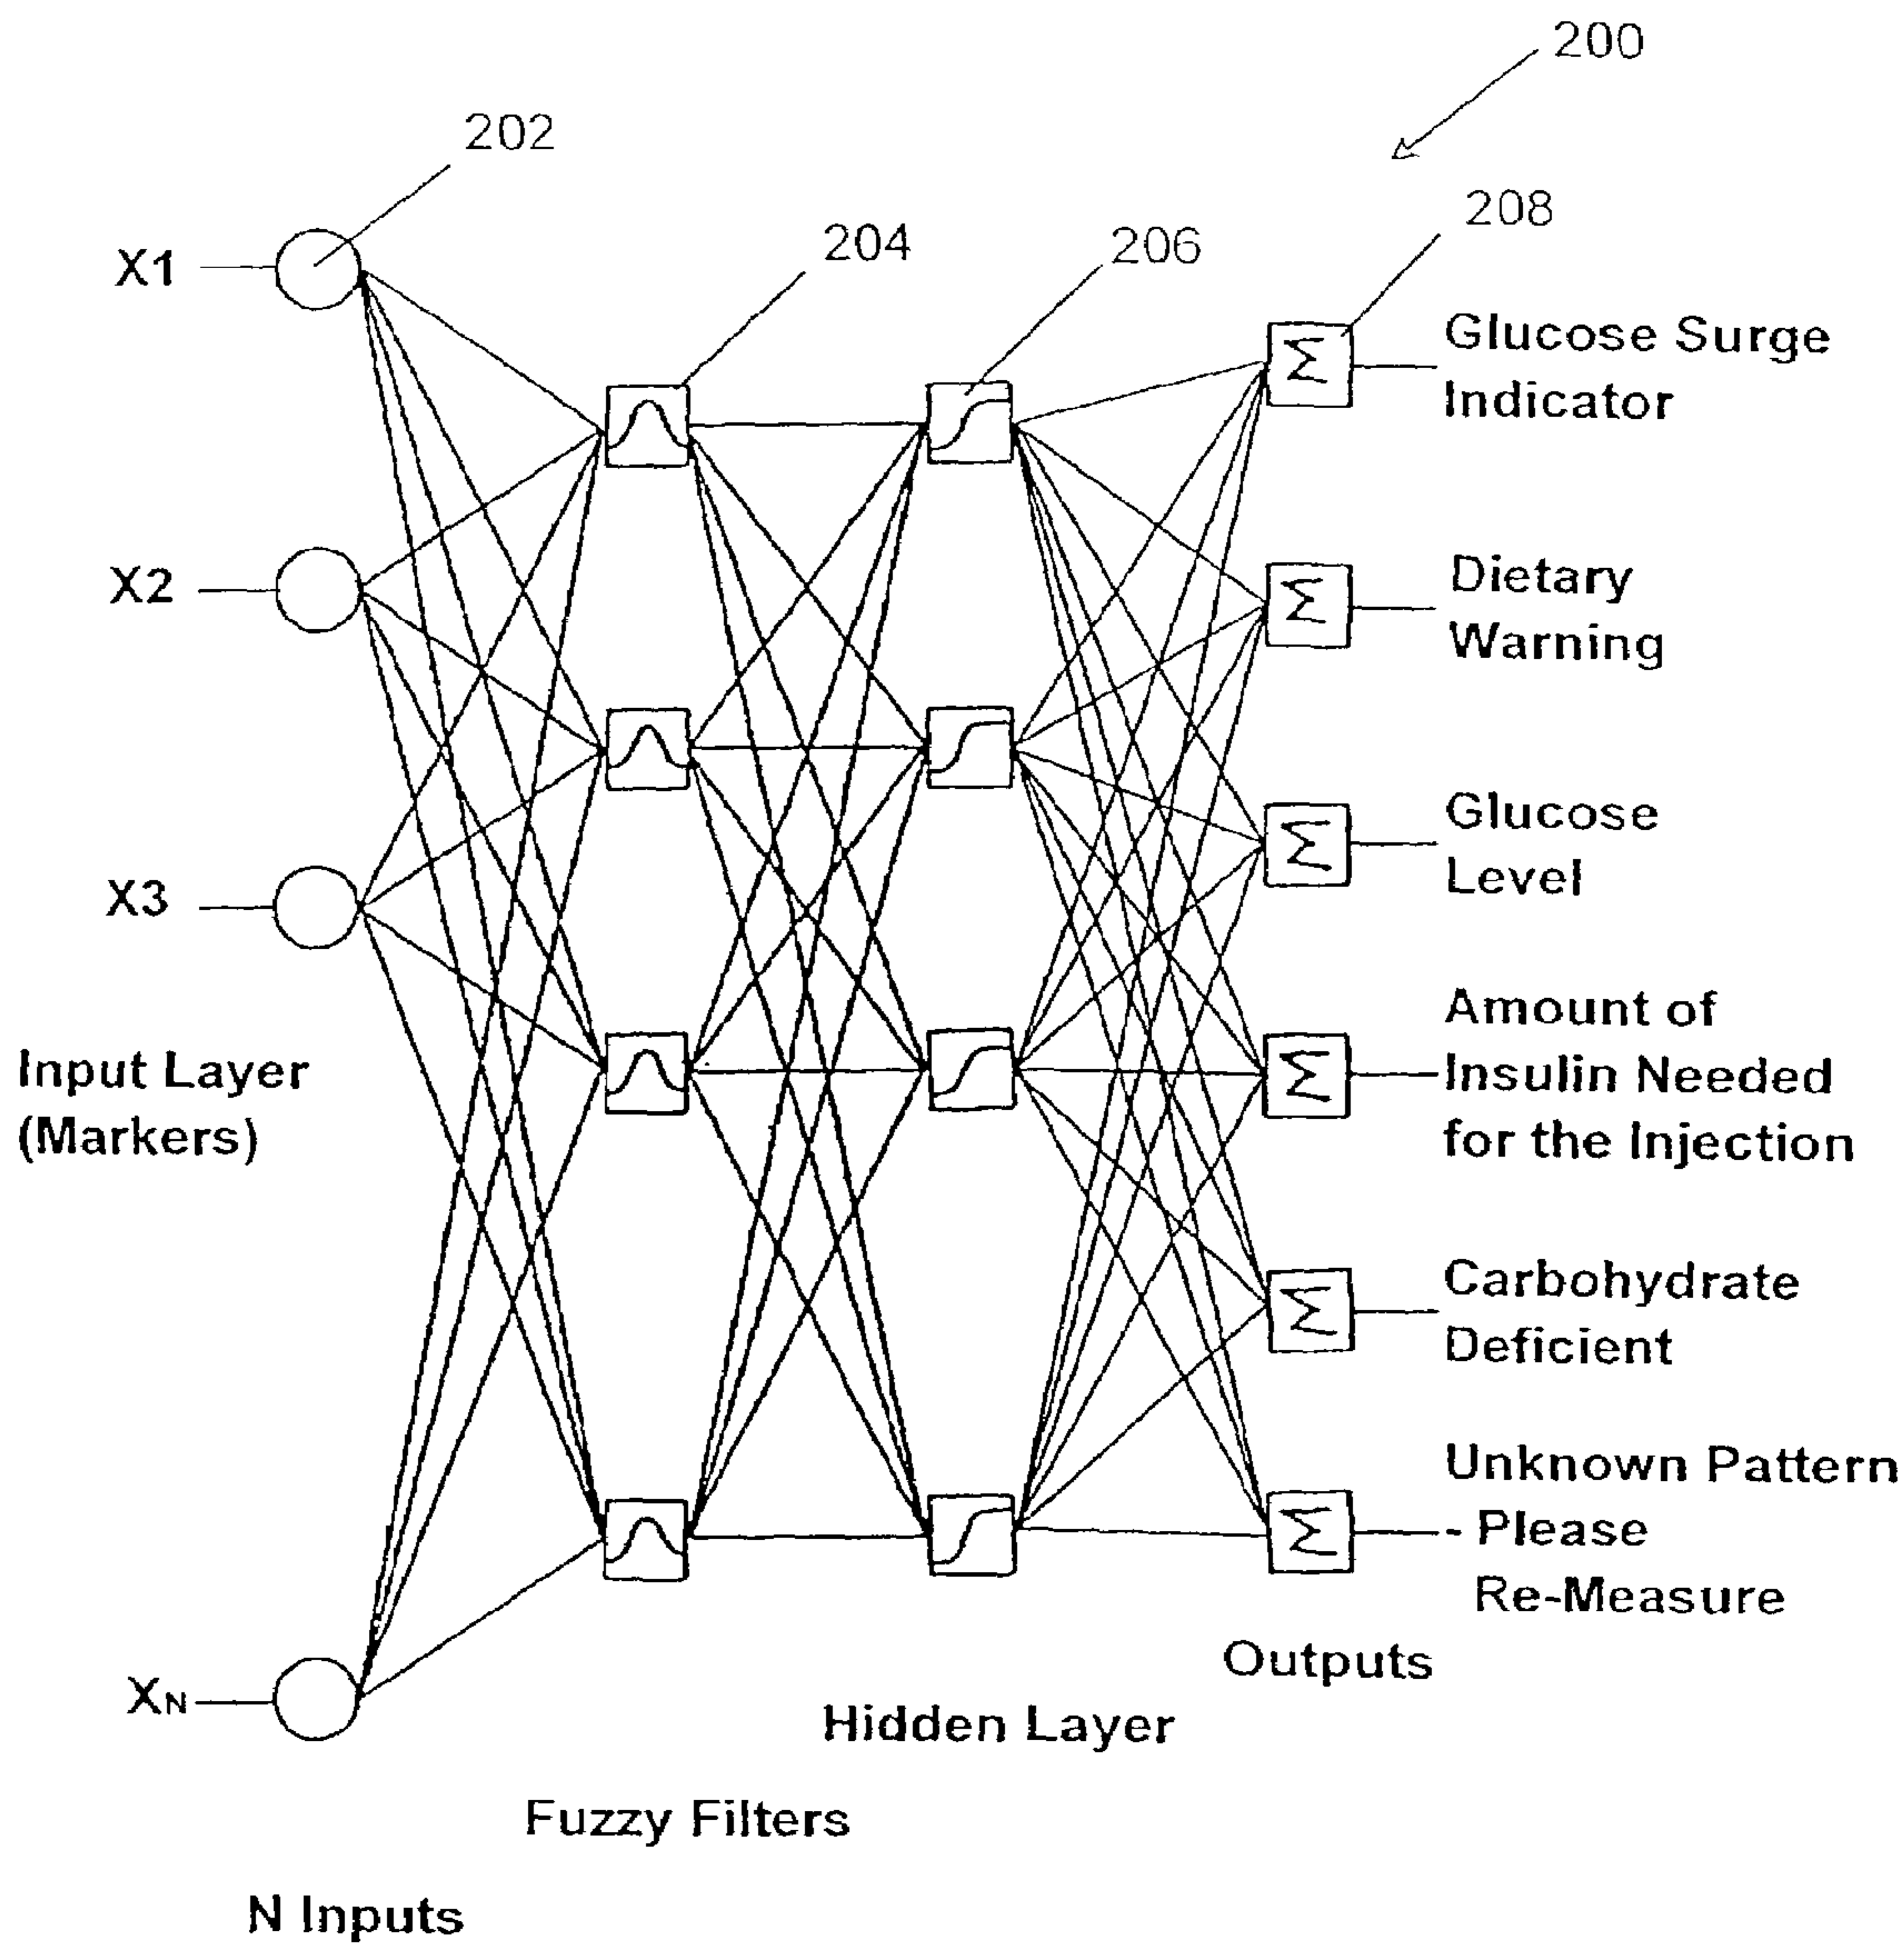 200
202
208
204
206
X1
Glucose Surge
Indicator
X2
Dietary
Warning
Glucose
Level
X3
Amount of
Insulin Needed
for the Injection
Input Layer
(Markers)
Carbohydrate
Deficient
Unknown Pattern
- Please
Re-Measure
XN
Σ
Σ
Σ
Σ
Σ
Σ
Outputs
Hidden Layer
Fuzzy Filters
N Inputs